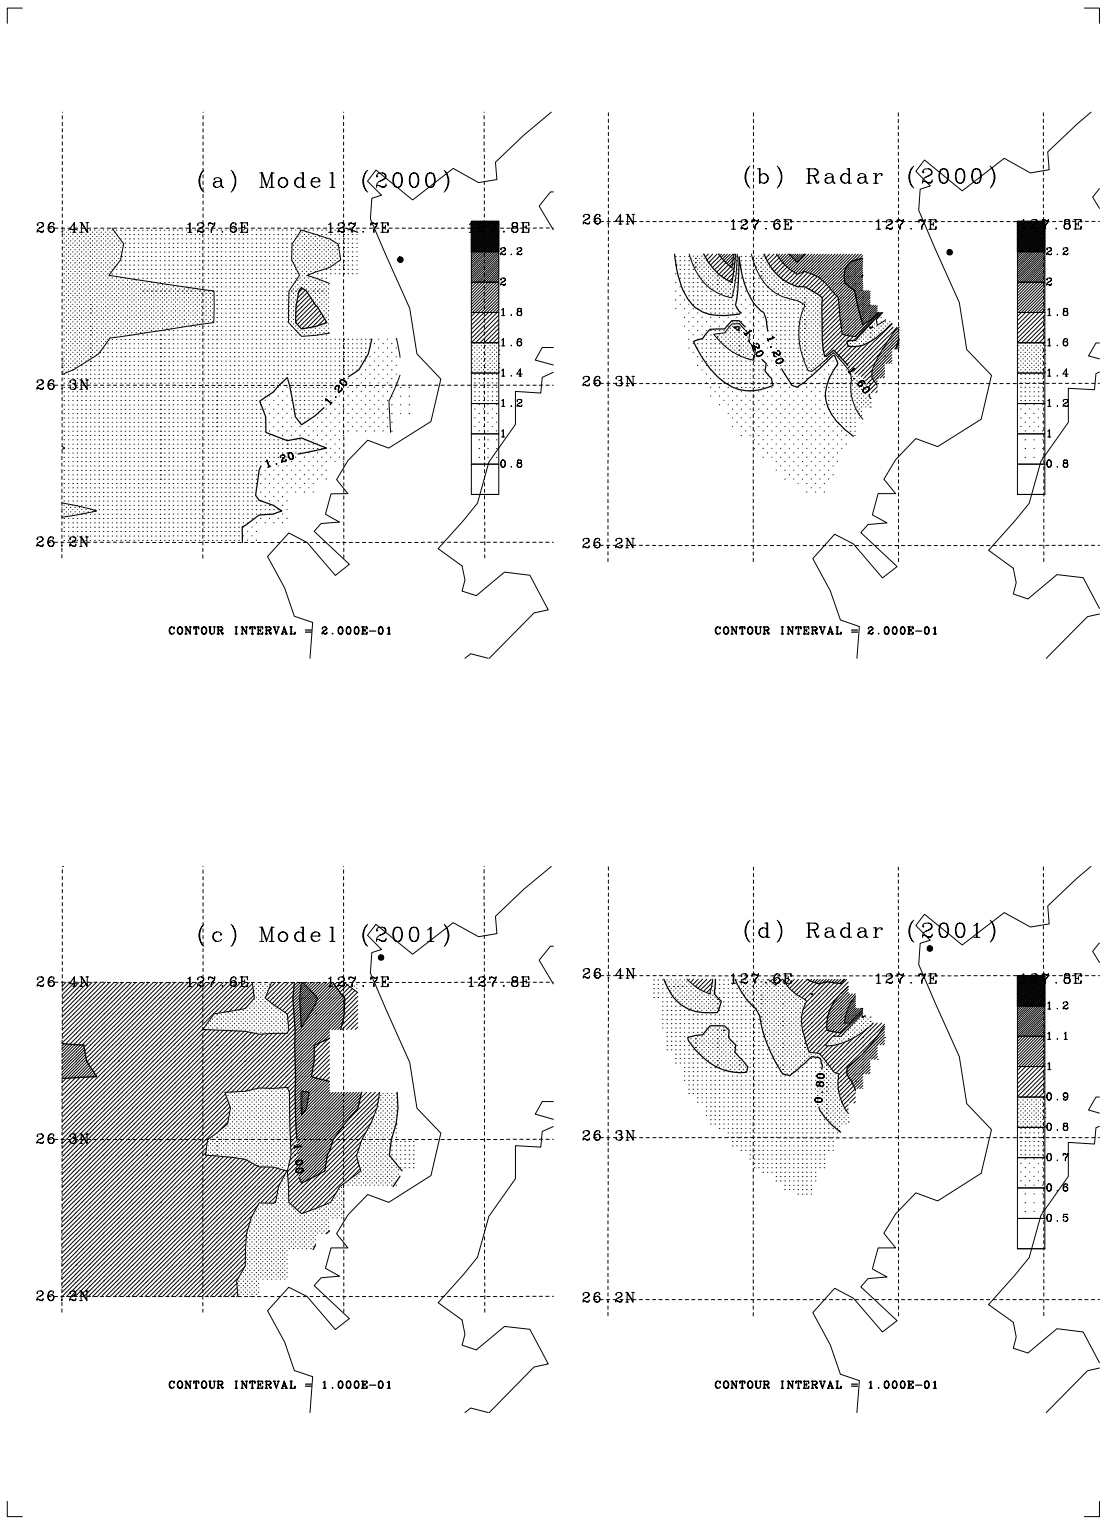 (a) Model (2000)
26.4N 127.6E 127.7E 127.8E
2.2
2
1.8
1.6
1.4
1.2
1
0.8
1.20
26.3N
1.20
26.2N
CONTOUR INTERVAL = 2.000E-01
(b) Radar (2000)
26.4N 127.6E 127.7E 127.8E
2.2
2
1.8
1.6
1.4
1.2
1
0.8
1.20
1.20
1.60
26.3N
26.2N
CONTOUR INTERVAL = 2.000E-01
(c) Model (2001)
26.4N 127.6E 127.7E 127.8E
26.3N
1.00
26.2N
CONTOUR INTERVAL = 1.000E-01
(d) Radar (2001)
26.4N 127.6E 127.7E 127.8E
1.2
1.1
1
0.9
0.8
0.7
0.6
0.5
0.80
26.3N
26.2N
CONTOUR INTERVAL = 1.000E-01